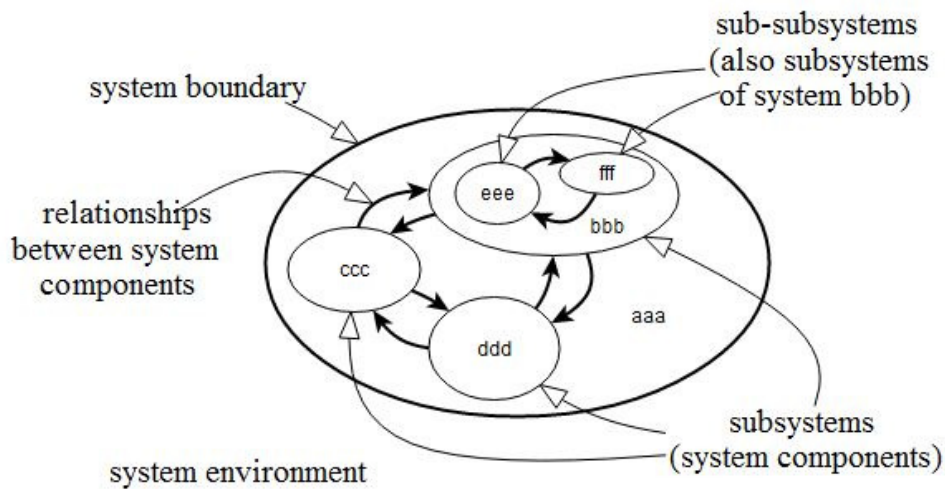 sub-subsystems
(also subsystems
of system bbb)
system boundary
fff
eee
bbb
relationships
between system
components
ccc
aaa
ddd
subsystems
(system components)
system environment